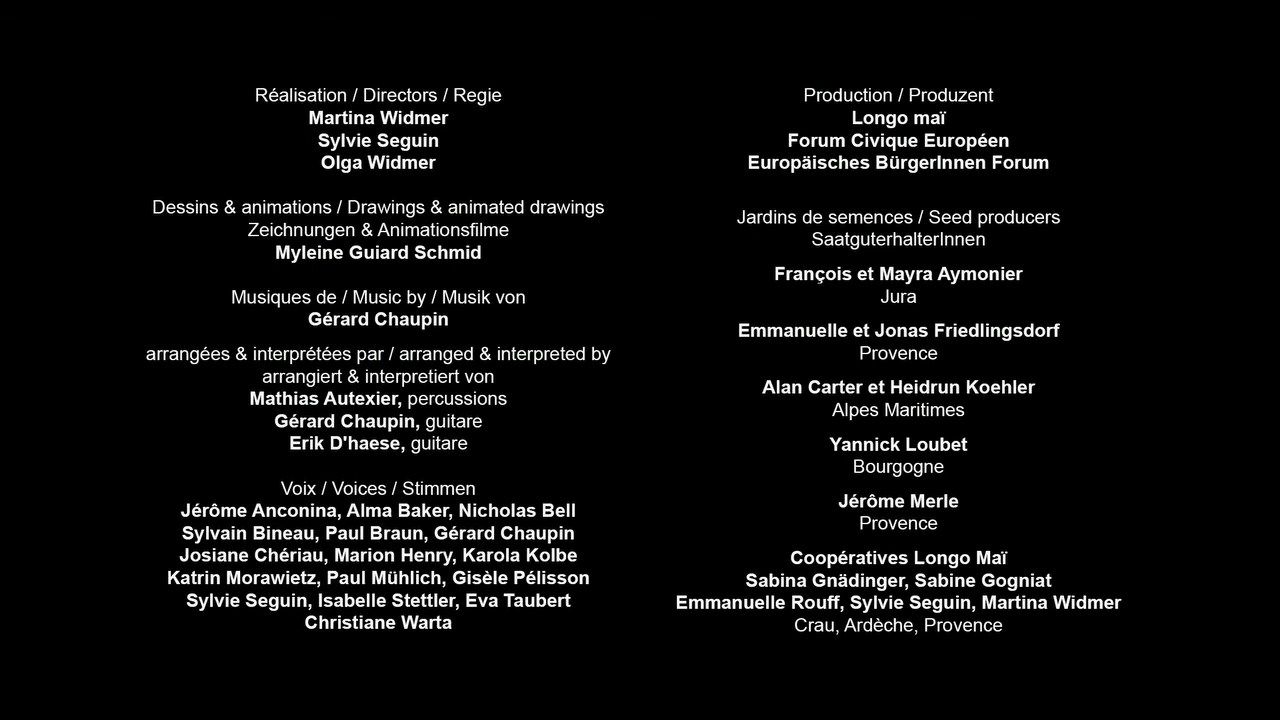 Réalisation / Directors / Regie
Martina Widmer
Sylvie Seguin
Olga Widmer
Dessins & animations / Drawings & animated drawings
Zeichnungen & Animationsfilme
Myleine Guiard Schmid
Musiques de / Music by / Musik von
Gérard Chaupin
arrangées & interprétées par / arranged & interpreted by
arrangiert & interpretiert von
Mathias Autexier, percussions
Gérard Chaupin, guitare
Erik D'haese, guitare
Voix / Voices / Stimmen
Jérôme Anconina, Alma Baker, Nicholas Bell
Sylvain Bineau, Paul Braun, Gérard Chaupin
Josiane Chériau, Marion Henry, Karola Kolbe
Katrin Morawietz, Paul Mühlich, Gisèle Pélisson
Sylvie Seguin, Isabelle Stettler, Eva Taubert
Christiane Warta
Production / Produzent
Longo maï
Forum Civique Européen
Europäisches BürgerInnen Forum
Jardins de semences / Seed producers
SaatguterhalterInnen
François et Mayra Aymonier
Jura
Emmanuelle et Jonas Friedlingsdorf
Provence
Alan Carter et Heidrun Koehler
Alpes Maritimes
Yannick Loubet
Bourgogne
Jérôme Merle
Provence
Coopératives Longo Maï
Sabina Gnädinger, Sabine Gogniat
Emmanuelle Rouff, Sylvie Seguin, Martina Widmer
Crau, Ardèche, Provence